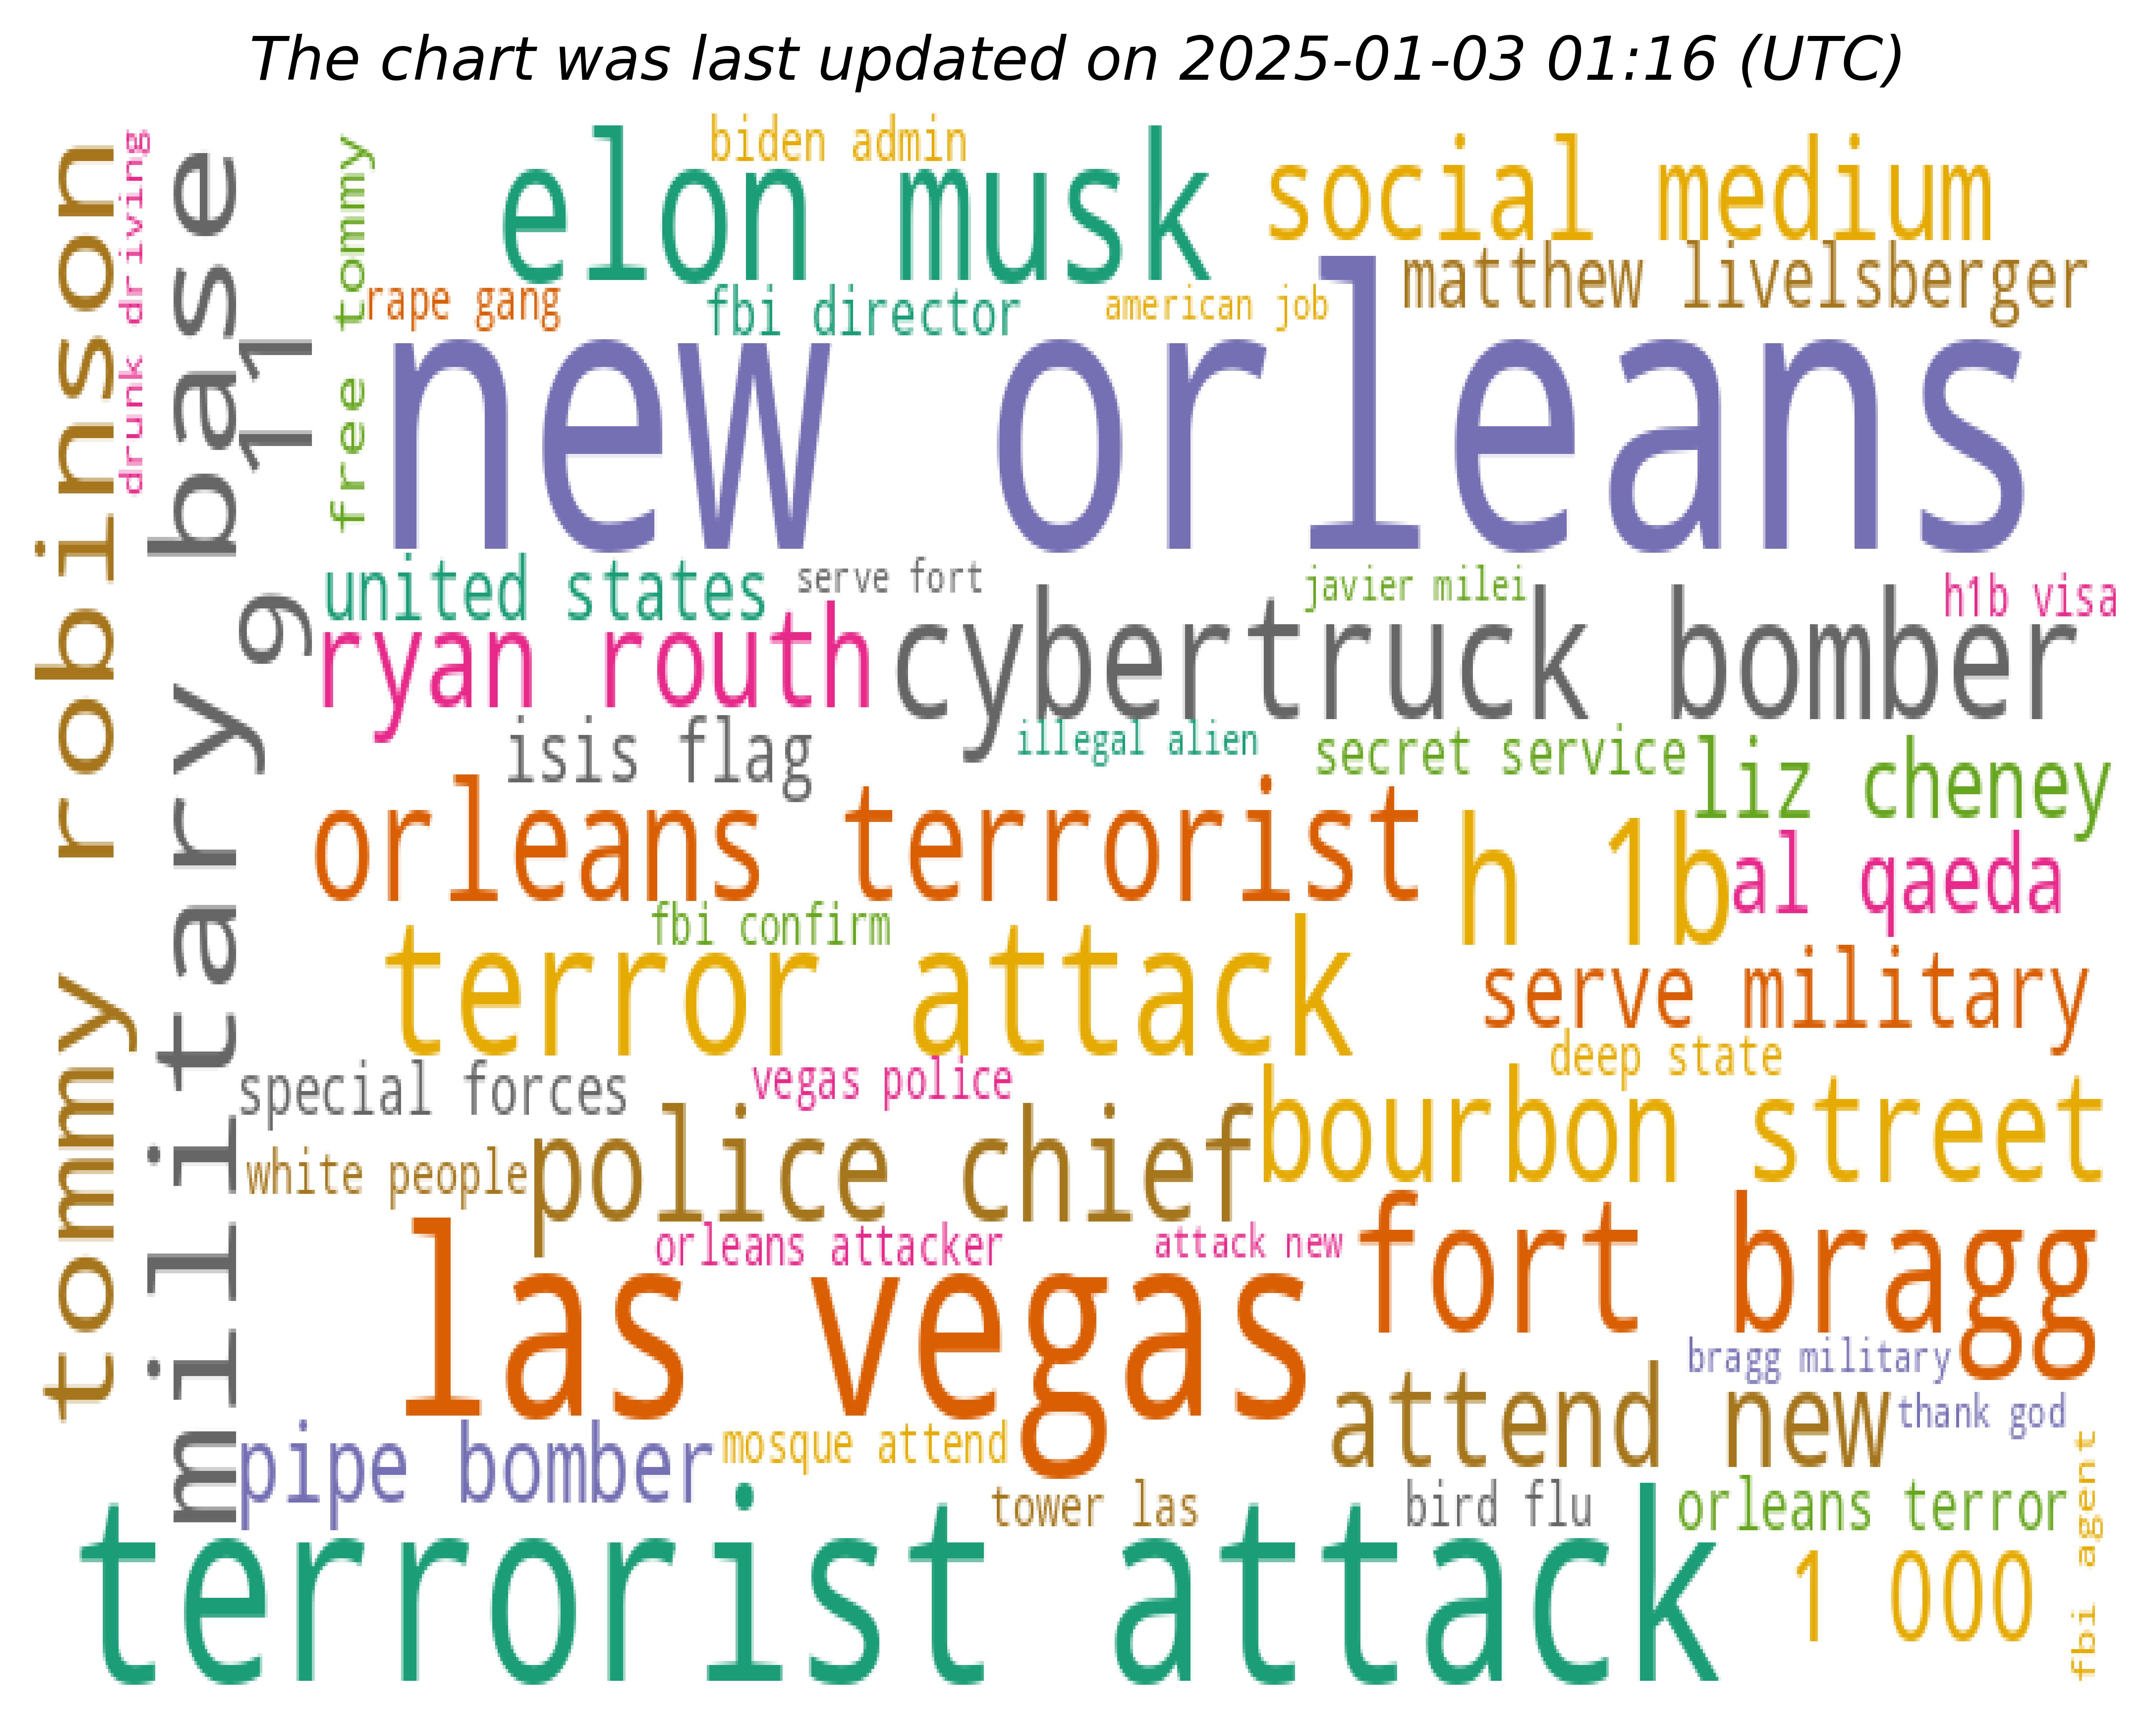 The chart was last updated on 2025-01-03 01:16 (UTC)
biden admin
elon musk
social medium
matthew livelsberger
rape gang
fbi director
american job
new orleans
tommy robinson
drunk driving
military base
9 11
free tommy
united states
serve fort
javier milei
h1b visa
ryan routh
cybertruck bomber
isis flag
illegal alien
secret service
liz cheney
orleans terrorist
h 1b
al qaeda
fbi confirm
terror attack
serve military
deep state
special forces
vegas police
bourbon street
white people
police chief
orleans attacker
attack new
fort bragg
las vegas
bragg military
attend new
thank god
pipe bomber
mosque attend
tower las
bird flu
orleans terror
terrorist attack
1 000
fbi agent